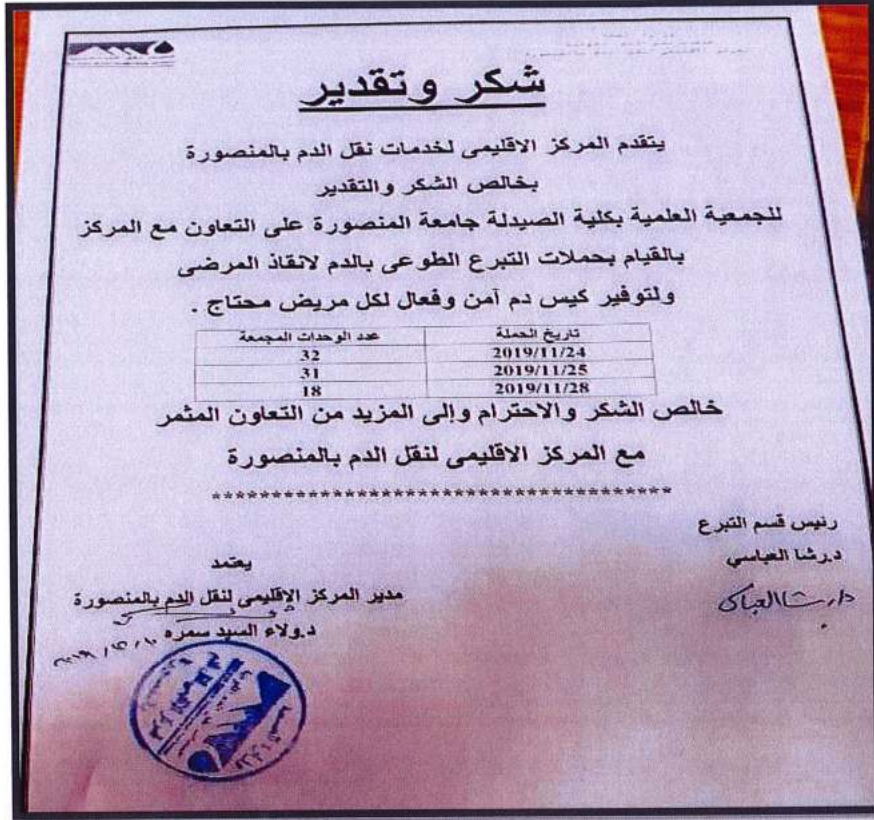 شكر وتقدير
يتقدم المركز الاقليمى لخدمات نقل الدم بالمنصورة
بخالص الشكر والتقدير
للجمعية العلمية بكلية الصيدلة جامعة المنصورة على التعاون مع المركز
بالقيام بحملات التبرع الطوعى بالدم لانقاذ المرضى
ولتوفير كيس دم آمن وفعال لكل مريض محتاج .
تاريخ الحملة عدد الوحدات المجمعة
2019/11/24 32
2019/11/25 31
2019/11/28 18
خالص الشكر والاحترام وإلى المزيد من التعاون المثمر
مع المركز الاقليمى لنقل الدم بالمنصورة
**************************************
رئيس قسم التبرع
د.رشا العباسي
د. رشا العباسى
يعتمد
مدير المركز الإقليمى لنقل الدم بالمنصورة
د.ولاء السيد سمره